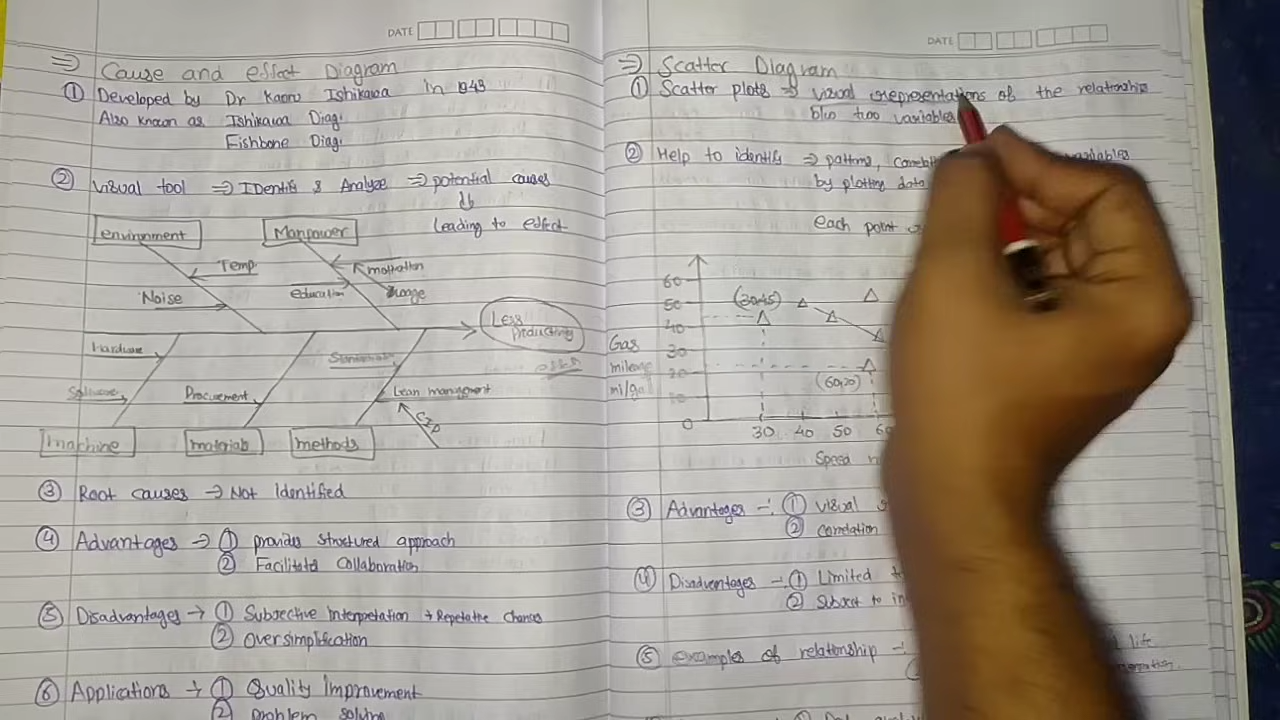 DATE
⇒ Cause and effect Diagram
① Developed by Dr Kaoru Ishikawa in 1943
Also known as Ishikawa Diag.
Fishbone Diag.
② visual tool ⇒ IDentify & Analyze ⇒ potential causes
Leading to effect
environment
Manpower
Temp.
motivation
Noise
education
wage
Less
producting
Hardware
effect
Software
Procurement
Lean management
machine
materials
methods
③ Root causes → Not Identified
④ Advantages → ① provides structured approach
② Facilitate Collaboration
⑤ Disadvantages → ① Subjective Interpretation → Repetative Chances
② Oversimplification
⑥ Applications → ① Quality Improvement
② Problem solving
DATE
⇒ Scatter Diagram
① Scatter plots ⇒ visual representations of the relationship
b/w two variables
② Help to identify ⇒ pattern,
by plotting data
each point
60
50
40
30
20
10
0
(30,45)
(60,20)
Gas
mileage
mi/gal
30 40 50 60
Speed
③ Advantages -: ① visual
② correlation
④ Disadventages -: ① Limited
② Subject to
⑤ examples of relationship -: life